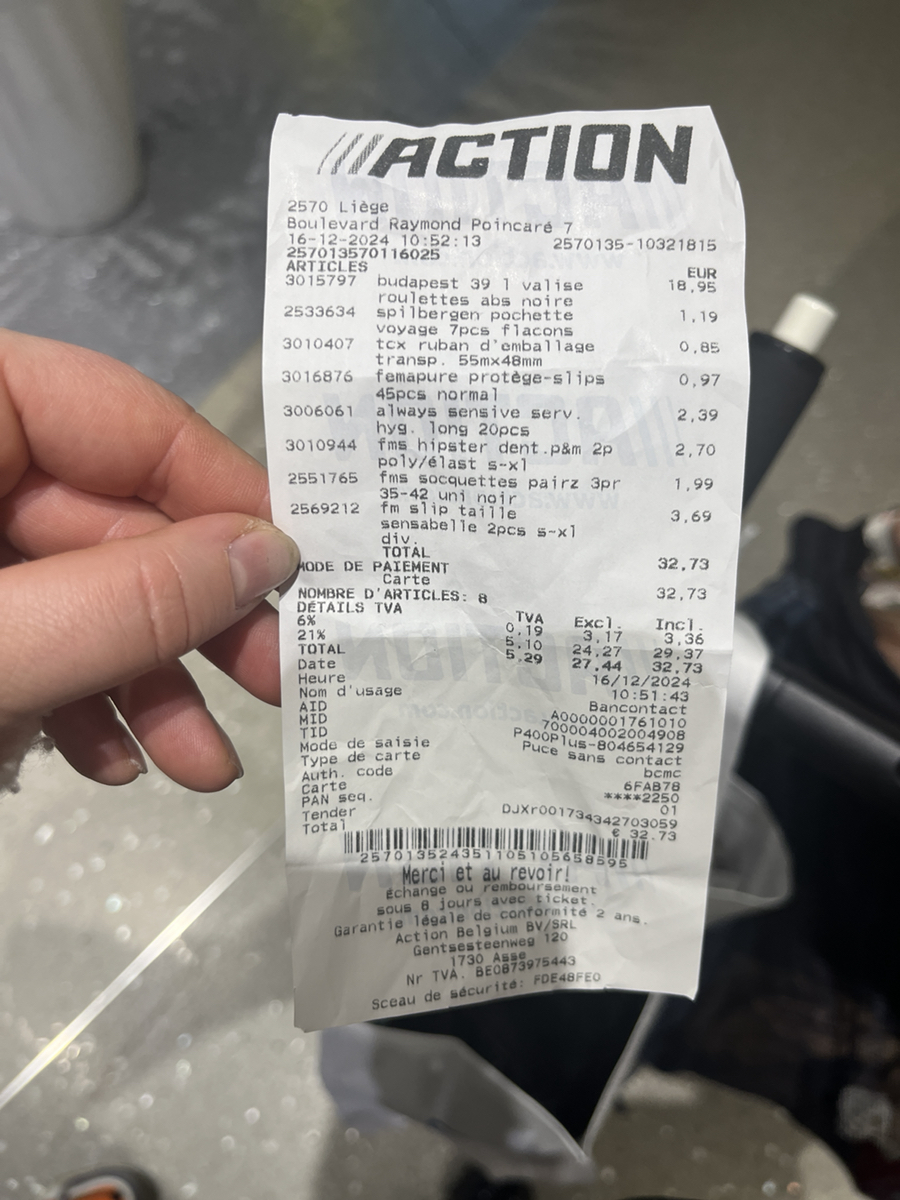 ACTION
2570 Liège
Boulevard Raymond Poincaré 7
16-12-2024 10:52:13 2570135-10321815
257013570116025
ARTICLES EUR
3015797 budapest 39 l valise 18,95
roulettes abs noire
2533634 spilbergen pochette 1,19
voyage 7pcs flacons
3010407 tcx ruban d'emballage 0,85
transp. 55mx48mm
3016876 femapure protège-slips 0,97
45pcs normal
3006061 always sensive serv. 2,39
hyg. long 20pcs
3010944 fms hipster dent.p&m 2p 2,70
poly/élast s-xl
2551765 fms socquettes pairz 3pr 1,99
35-42 uni noir
2569212 fm slip taille 3,69
sensabelle 2pcs s-xl
div.
TOTAL 32,73
MODE DE PAIEMENT
Carte 32,73
NOMBRE D'ARTICLES: 8
DÉTAILS TVA
TVA Excl. Incl.
6% 0,19 3,17 3,36
21% 5,10 24,27 29,37
TOTAL 5,29 27,44 32,73
Date 16/12/2024
Heure 10:51:43
Nom d'usage Bancontact
AID A0000001761010
MID 700004002004908
TID P400Plus-804654129
Mode de saisie Puce sans contact
Type de carte bcmc
Auth. code 6FAB78
Carte ****2250
PAN seq. 01
Tender DJXr001734342703059
Total € 32.73
2570135243511051056 58595
Merci et au revoir!
Échange ou remboursement
sous 8 jours avec ticket.
Garantie légale de conformité 2 ans.
Action Belgium BV/SRL
Gentsesteenweg 120
1730 Asse
Nr TVA. BE0873975443
Sceau de sécurité: FDE48FE0